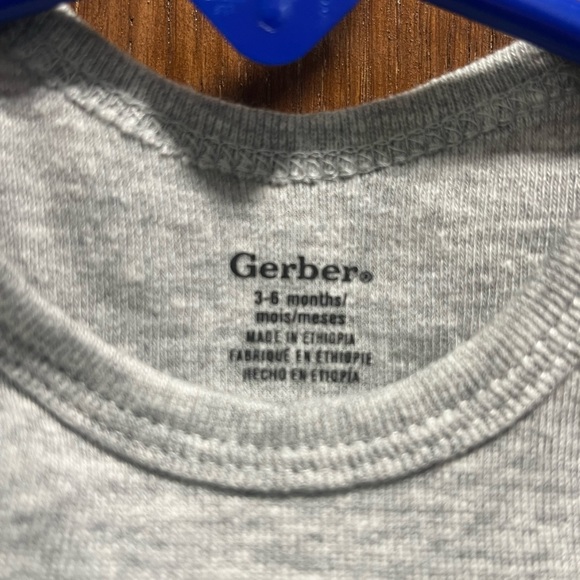 Gerber®
3-6 months/
mois/meses
MADE IN ETHIOPIA
FABRIQUÉ EN ÉTHIOPIE
HECHO EN ETIOPÍA